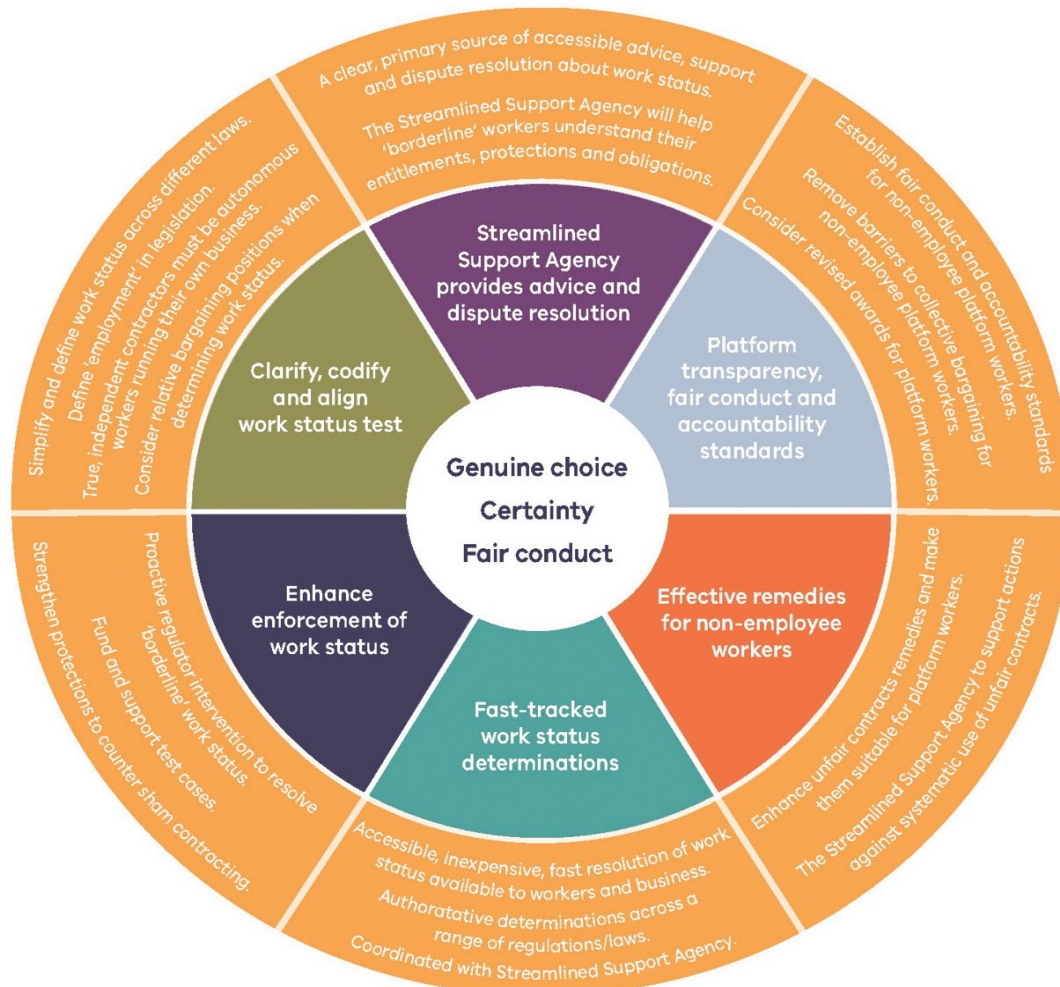 A clear, primary source of accessible advice, support
and dispute resolution about work status.
The Streamlined Support Agency will help
'borderline' workers understand their
entitlements, protections and obligations.
Streamlined
Support Agency
provides advice and
dispute resolution
Establish fair conduct and accountability standards
for non-employee platform workers.
Remove barriers to collective bargaining for
non-employee platform workers.
Consider revised awards for platform workers.
Platform
transparency,
fair conduct and
accountability
standards
Enhance unfair contracts remedies and make
them suitable for platform workers.
The Streamlined Support Agency to support actions
against systematic use of unfair contracts.
Effective remedies
for non-employee
workers
Accessible, inexpensive, fast resolution of work
status available to workers and business.
Authoratative determinations across a
range of regulations/laws.
Coordinated with Streamlined Support Agency.
Fast-tracked
work status
determinations
Proactive regulator intervention to resolve
'borderline' work status.
Fund and support test cases.
Strengthen protections to counter sham contracting.
Enhance
enforcement of
work status
Simplify and define work status across different laws.
Define 'employment' in legislation.
True, independent contractors must be autonomous
workers running their own business.
Consider relative bargaining positions when
determining work status.
Clarify, codify
and align
work status test
Genuine choice
Certainty
Fair conduct